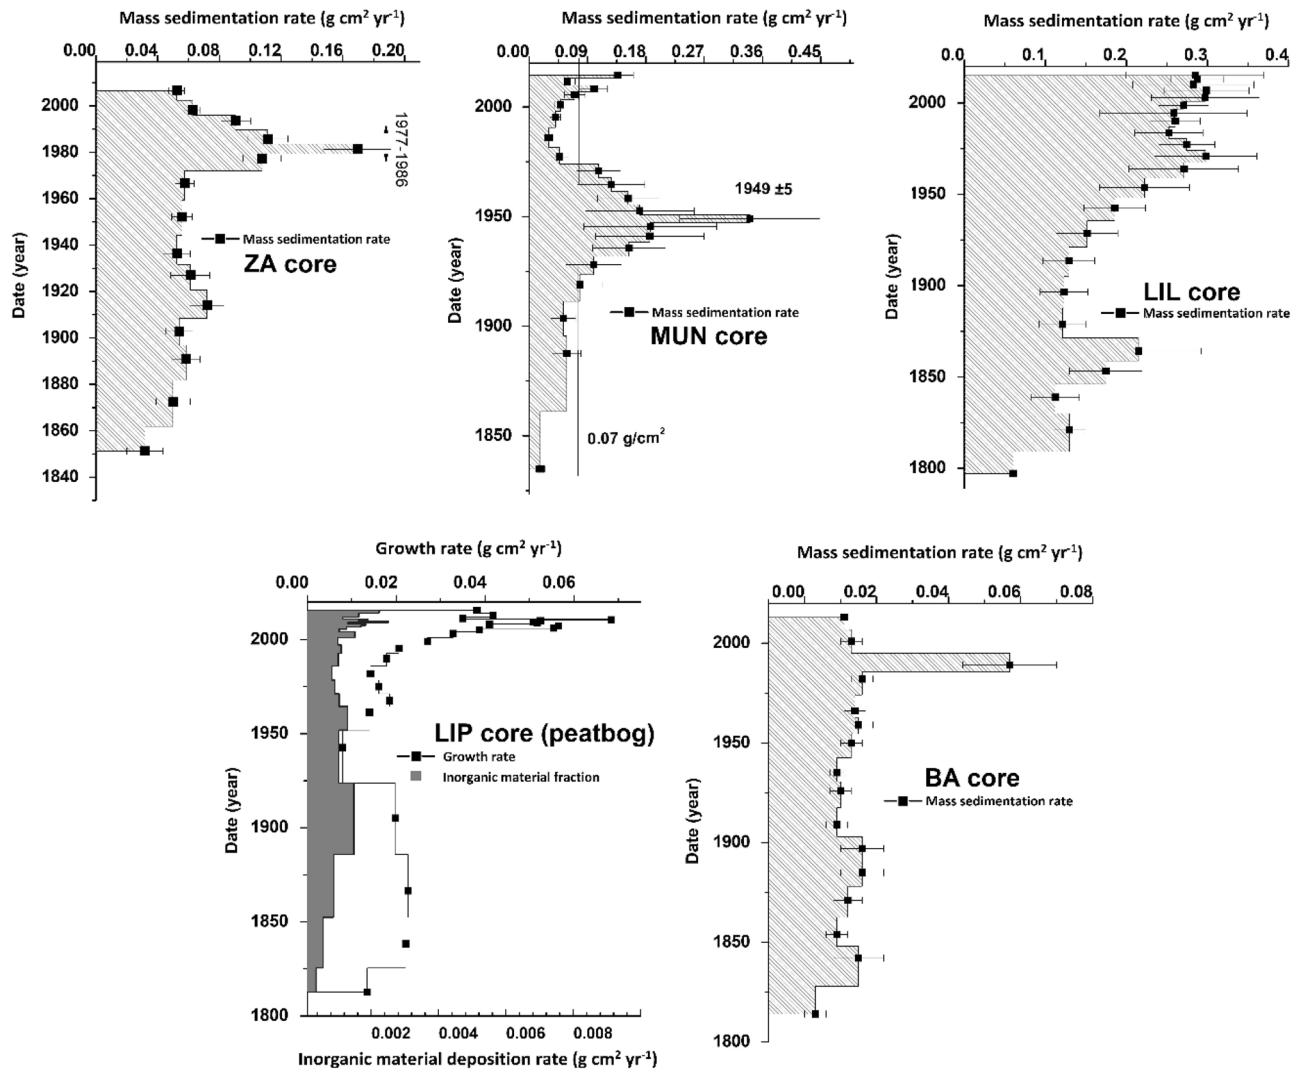 Mass sedimentation rate (g cm² yr⁻¹)
0.00 0.04 0.08 0.12 0.16 0.20
2000
1980
1960
1940
1920
1900
1880
1860
1840
Date (year)
1977-1986
Mass sedimentation rate
ZA core
Mass sedimentation rate (g cm² yr⁻¹)
0.00 0.09 0.18 0.27 0.36 0.45
2000
1950
1900
1850
Date (year)
1949 ±5
Mass sedimentation rate
MUN core
0.07 g/cm²
Mass sedimentation rate (g cm² yr⁻¹)
0.0 0.1 0.2 0.3 0.4
2000
1950
1900
1850
1800
Date (year)
LIL core
Mass sedimentation rate
Growth rate (g cm² yr⁻¹)
0.00 0.02 0.04 0.06
2000
1950
1900
1850
1800
Date (year)
LIP core (peatbog)
Growth rate
Inorganic material fraction
0.002 0.004 0.006 0.008
Inorganic material deposition rate (g cm² yr⁻¹)
Mass sedimentation rate (g cm² yr⁻¹)
0.00 0.02 0.04 0.06 0.08
2000
1950
1900
1850
1800
Date (year)
BA core
Mass sedimentation rate